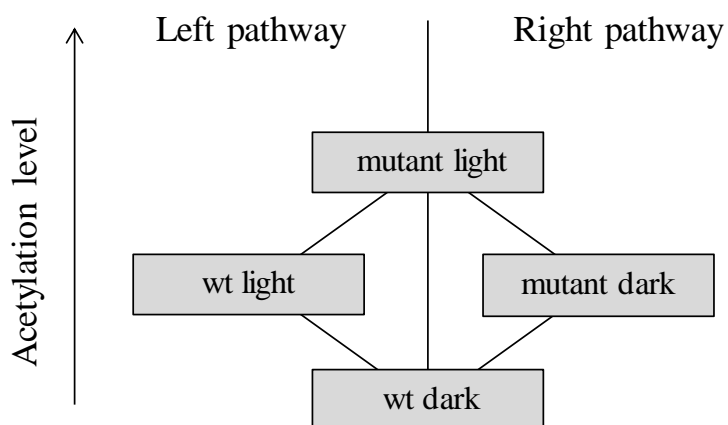 Left pathway
Right pathway
Acetylation level
mutant light
wt light
mutant dark
wt dark